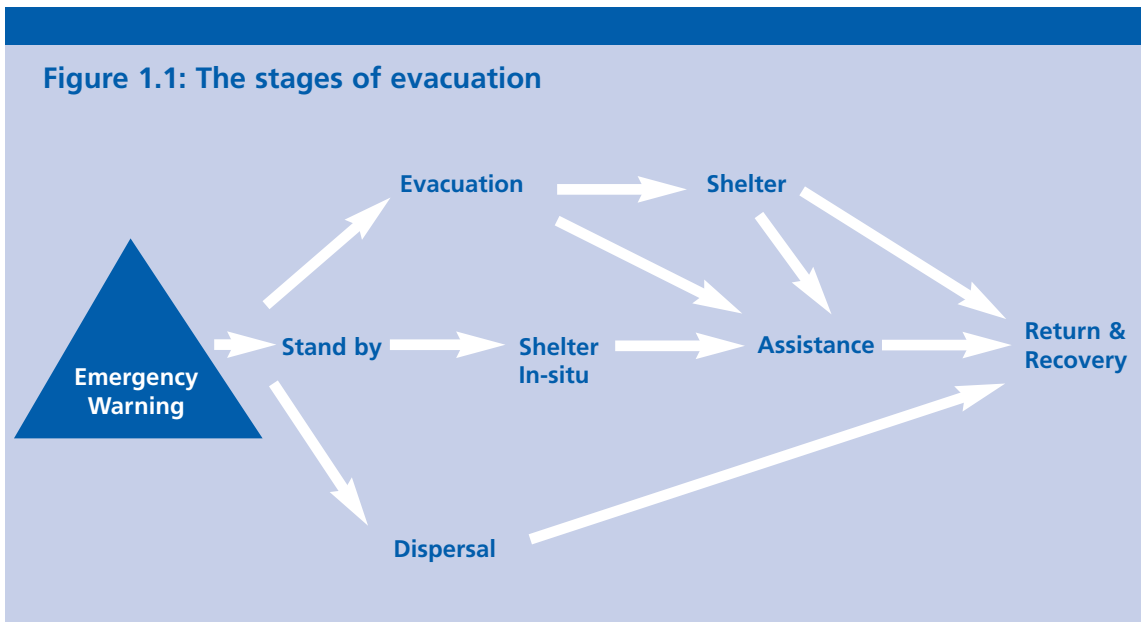 Figure 1.1: The stages of evacuation
Evacuation
Shelter
Emergency
Warning
Stand by
Shelter
In-situ
Assistance
Return &
Recovery
Dispersal